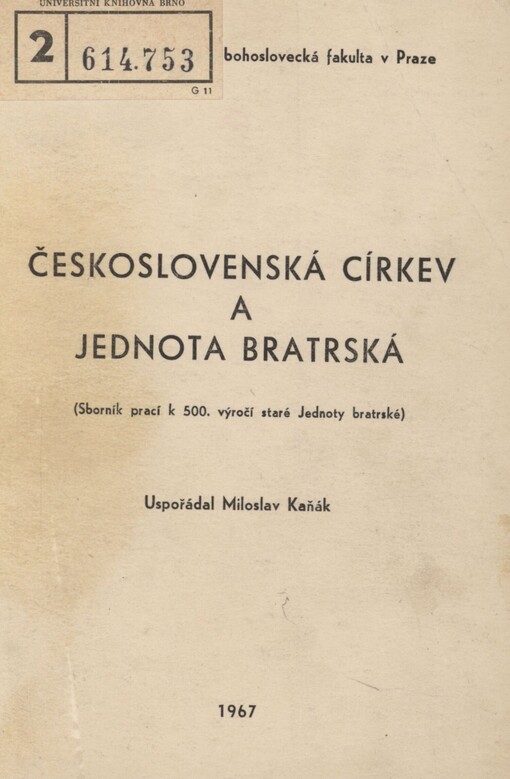 UNIVERSITNÍ KNIHOVNA BRNO
2
614.753
G 11
bohoslovecká fakulta v Praze
ČESKOSLOVENSKÁ CÍRKEV
A
JEDNOTA BRATRSKÁ
(Sborník prací k 500. výročí staré Jednoty bratrské)
Uspořádal Miloslav Kaňák
1967